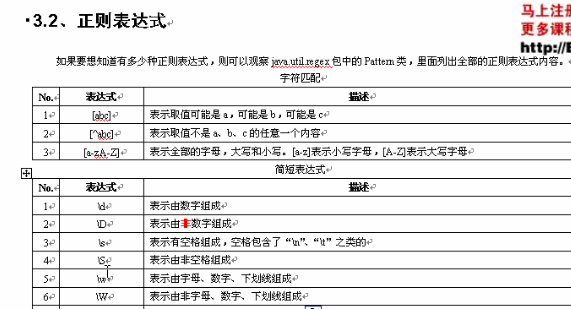 马上注册
更多课程
http://E
·3.2、正则表达式
如果要想知道有多少种正则表达式，则可以观察 java.util.regex 包中的 Pattern 类，里面列出全部的正则表达式内容。
字符匹配
No. 表达式 描述
1 [abc] 表示取值可能是 a，可能是 b，可能是 c
2 [^abc] 表示取值不是 a、b、c 的任意一个内容
3 [a-zA-Z] 表示全部的字母，大写和小写。[a-z]表示小写字母，[A-Z]表示大写字母
简短表达式
No. 表达式 描述
1 \d 表示由数字组成
2 \D 表示由非数字组成
3 \s 表示有空格组成，空格包含了“\n”、“\t”之类的
4 \S 表示由非空格组成
5 \w 表示由字母、数字、下划线组成
6 \W 表示由非字母、数字、下划线组成